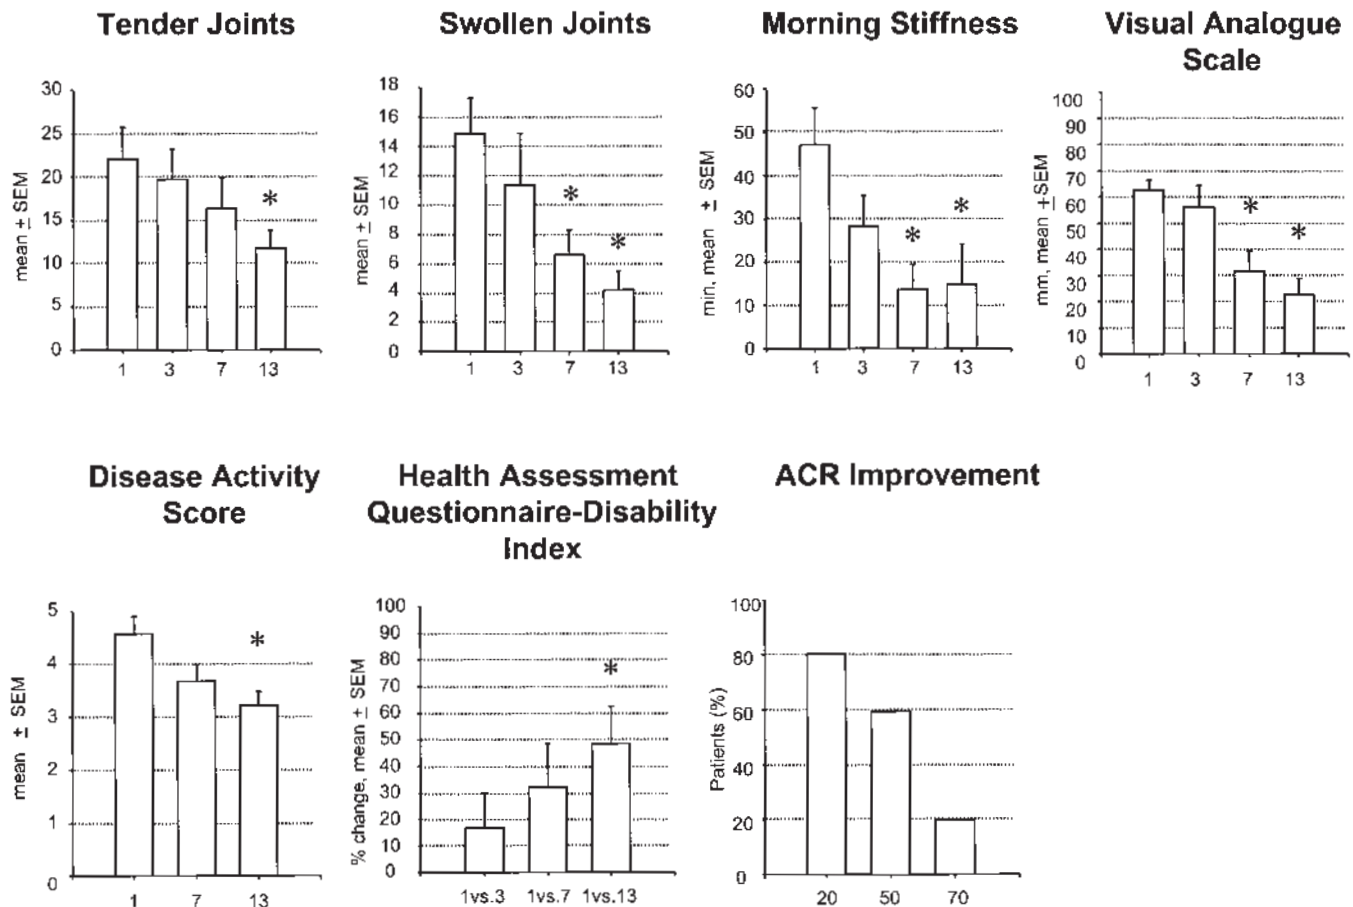 Tender Joints
mean ± SEM
30
25
20
15
10
5
0
*
1 3 7 13
Swollen Joints
mean ± SEM
18
16
14
12
10
8
6
4
2
0
*
*
1 3 7 13
Morning Stiffness
min, mean ± SEM
60
50
40
30
20
10
0
*
*
1 3 7 13
Visual Analogue
Scale
mm, mean ± SEM
100
90
80
70
60
50
40
30
20
10
0
*
*
1 3 7 13
Disease Activity
Score
mean ± SEM
5
4
3
2
1
0
*
1 7 13
Health Assessment
Questionnaire-Disability
Index
% change, mean ± SEM
100
90
80
70
60
50
40
30
20
10
0
*
1vs.3 1vs.7 1vs.13
ACR Improvement
Patients (%)
100
80
60
40
20
0
20 50 70